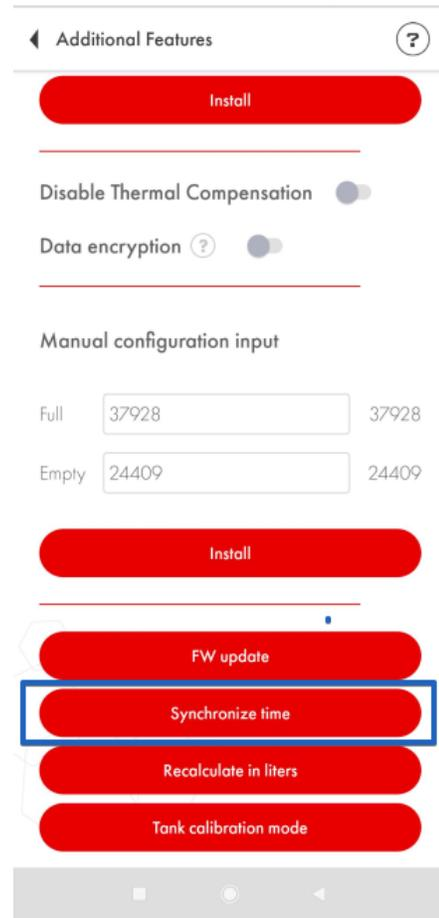 Additional Features ?
Install
Disable Thermal Compensation
Data encryption ?
Manual configuration input
Full 37928 37928
Empty 24409 24409
Install
FW update
Synchronize time
Recalculate in liters
Tank calibration mode